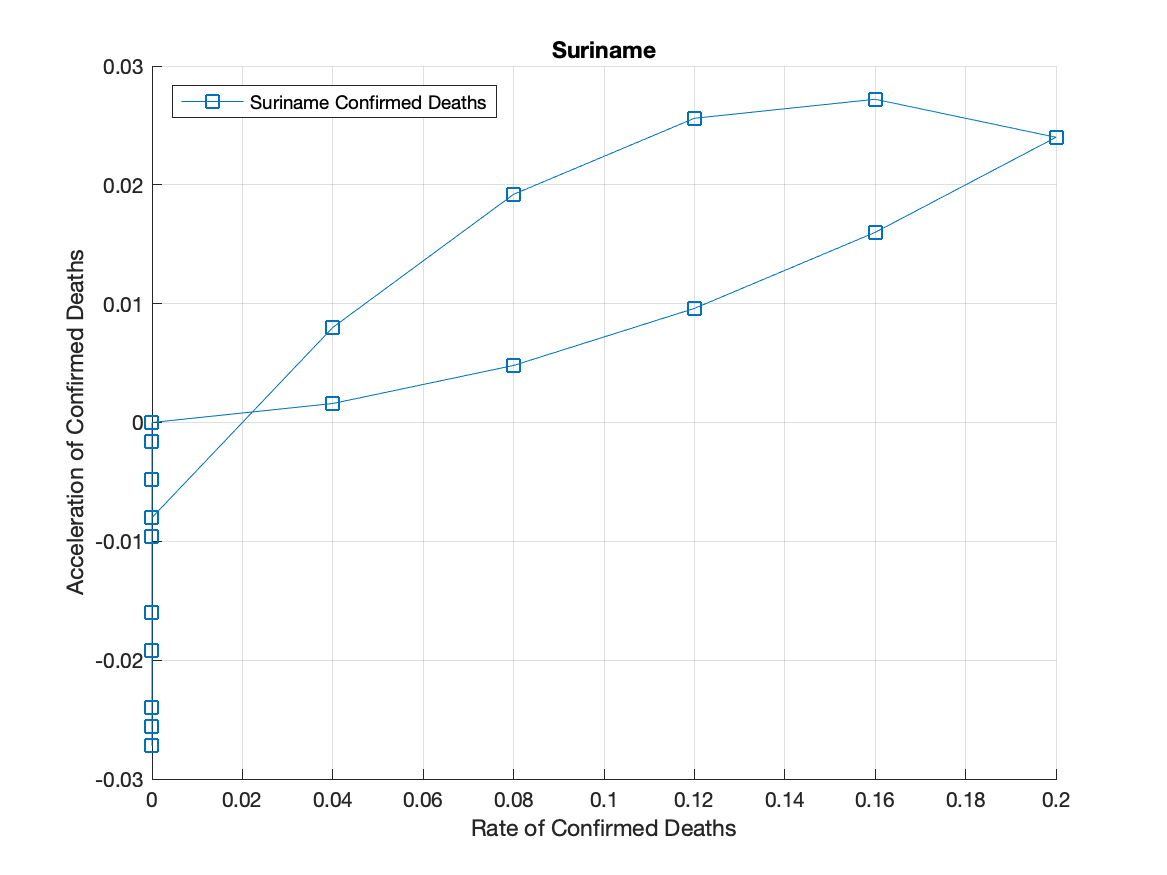 Suriname
Suriname Confirmed Deaths
0.03
0.02
0.01
0
-0.01
-0.02
-0.03
Acceleration of Confirmed Deaths
0 0.02 0.04 0.06 0.08 0.1 0.12 0.14 0.16 0.18 0.2
Rate of Confirmed Deaths